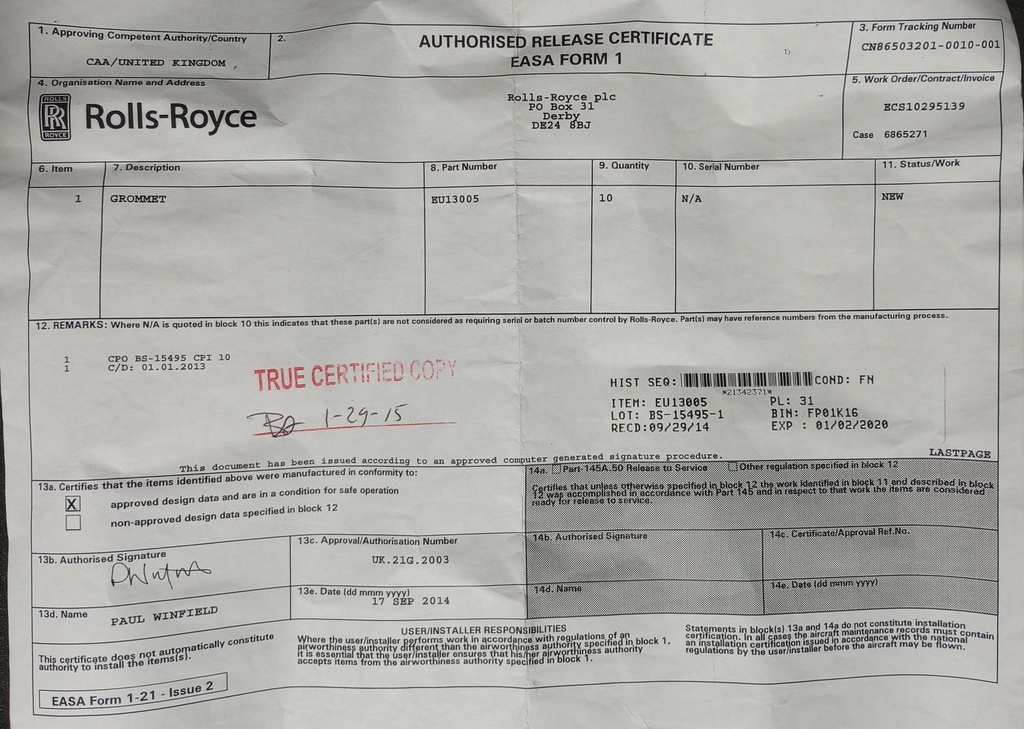 1. Approving Competent Authority/Country
CAA/UNITED KINGDOM
2.
AUTHORISED RELEASE CERTIFICATE
EASA FORM 1
3. Form Tracking Number
CN86503201-0010-001
4. Organisation Name and Address
ROLLS
RR
ROYCE
Rolls-Royce
Rolls-Royce plc
PO Box 31
Derby
DE24 8BJ
5. Work Order/Contract/Invoice
ECS10295139
Case 6865271
6. Item 7. Description 8. Part Number 9. Quantity 10. Serial Number 11. Status/Work
1 GROMMET EU13005 10 N/A NEW
12. REMARKS: Where N/A is quoted in block 10 this indicates that these part(s) are not considered as requiring serial or batch number control by Rolls-Royce. Part(s) may have reference numbers from the manufacturing process.
1 CPO BS-15495 CPI 10
1 C/D: 01.01.2013
TRUE CERTIFIED COPY
1-29-15
HIST SEQ: COND: FN
*21342371*
ITEM: EU13005 PL: 31
LOT: BS-15495-1 BIN: FP01K16
RECD:09/29/14 EXP : 01/02/2020
This document has been issued according to an approved computer generated signature procedure.
LASTPAGE
13a. Certifies that the items identified above were manufactured in conformity to:
X approved design data and are in a condition for safe operation
non-approved design data specified in block 12
14a. Part-145A.50 Release to Service Other regulation specified in block 12
Certifies that unless otherwise specified in block 12 the work identified in block 11 and described in block
12 was accomplished in accordance with Part 145 and in respect to that work the items are considered
ready for release to service.
13b. Authorised Signature
13c. Approval/Authorisation Number
UK.21G.2003
14b. Authorised Signature
14c. Certificate/Approval Ref.No.
13d. Name
PAUL WINFIELD
13e. Date (dd mmm yyyy)
17 SEP 2014
14d. Name
14e. Date (dd mmm yyyy)
This certificate does not automatically constitute
authority to install the items(s).
USER/INSTALLER RESPONSIBILITIES
Where the user/installer performs work in accordance with regulations of an
airworthiness authority different than the airworthiness authority specified in block 1,
it is essential that the user/installer ensures that his/her airworthiness authority
accepts items from the airworthiness authority specified in block 1.
Statements in block(s) 13a and 14a do not constitute installation
certification. In all cases the aircraft maintenance records must contain
an installation certification issued in accordance with the national
regulations by the user/installer before the aircraft may be flown.
EASA Form 1-21 - Issue 2